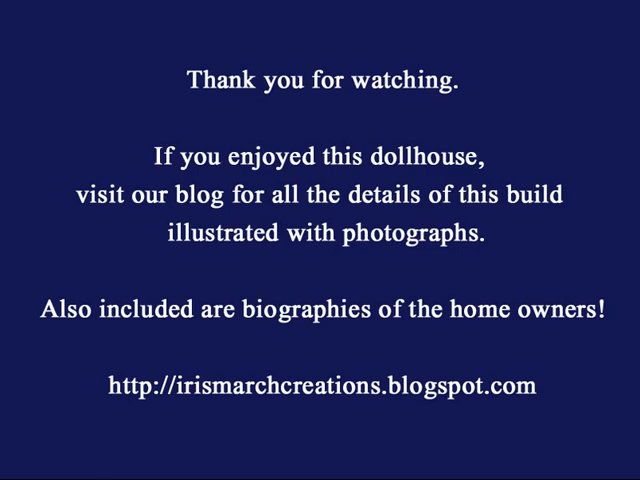 Thank you for watching.
If you enjoyed this dollhouse,
visit our blog for all the details of this build
illustrated with photographs.
Also included are biographies of the home owners!
http://irismarchcreations.blogspot.com